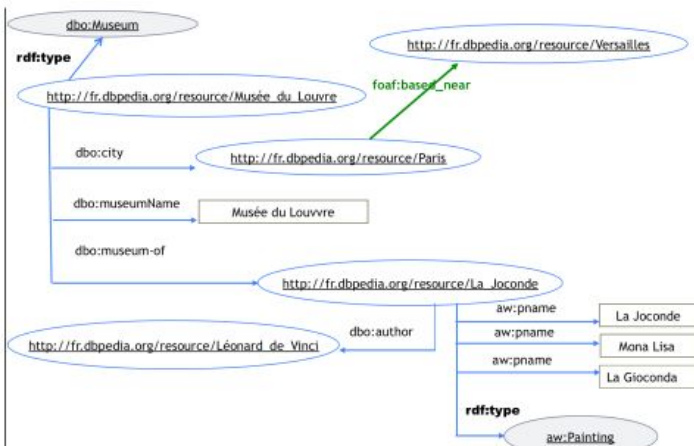 dbo:Museum
rdf:type
http://fr.dbpedia.org/resource/Versailles
foaf:based_near
http://fr.dbpedia.org/resource/Musée_du_Louvre
dbo:city
http://fr.dbpedia.org/resource/Paris
dbo:museumName
Musée du Louvvre
dbo:museum-of
http://fr.dbpedia.org/resource/La_Joconde
aw:pname
La Joconde
dbo:author
aw:pname
Mona Lisa
http://fr.dbpedia.org/resource/Léonard_de_Vinci
aw:pname
La Gioconda
rdf:type
aw:Painting